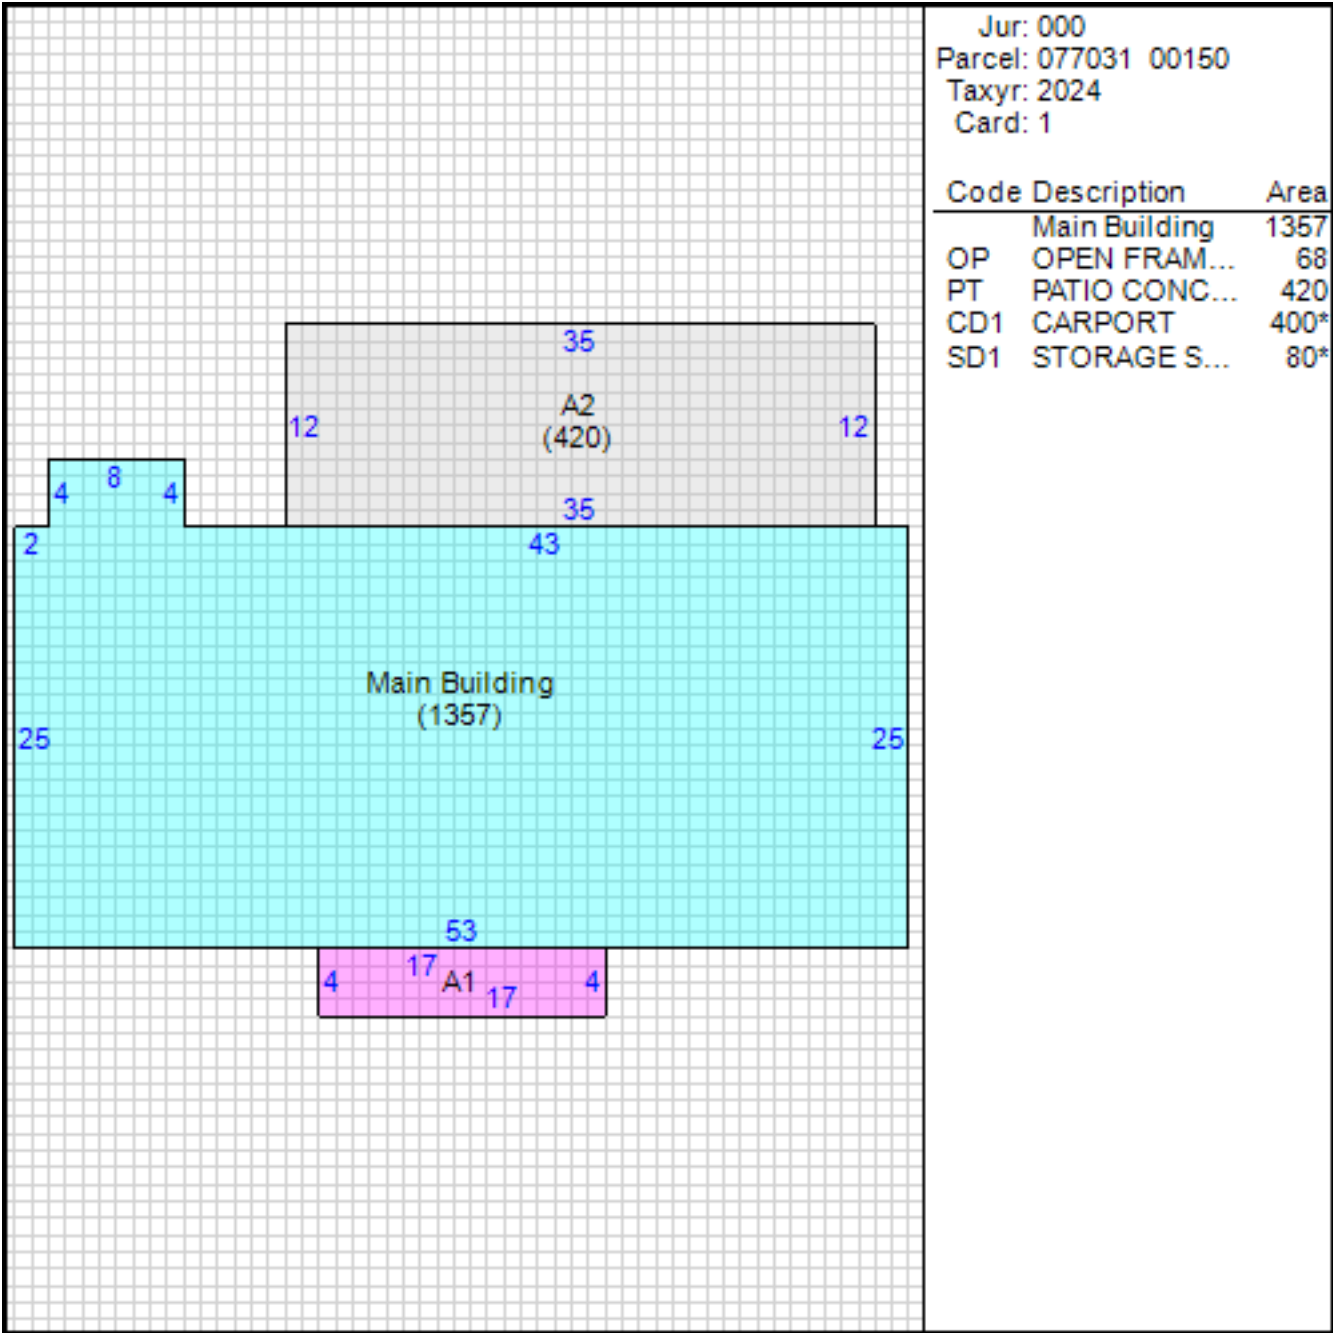 Jur: 000
Parcel: 077031 00150
Taxyr: 2024
Card: 1
Code Description Area
Main Building 1357
OP OPEN FRAM... 68
PT PATIO CONC... 420
CD1 CARPORT 400*
SD1 STORAGE S... 80*
35
A2
12 12
(420)
35
8
4 4
2 43
Main Building
(1357)
25 25
53
17
4 A1 4
17